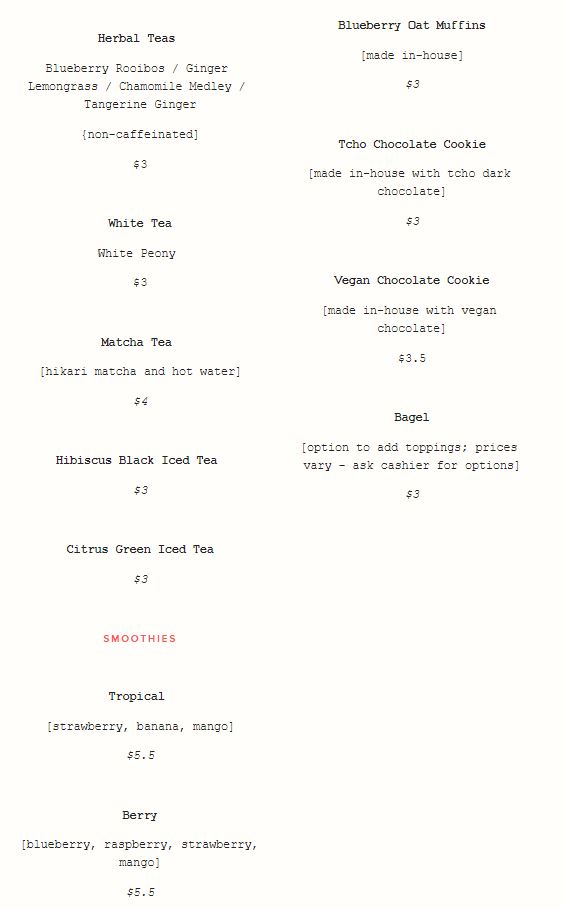 Herbal Teas
Blueberry Rooibos / Ginger
Lemongrass / Chamomile Medley /
Tangerine Ginger
{non-caffeinated]
$3
White Tea
White Peony
$3
Matcha Tea
[hikari matcha and hot water]
$4
Hibiscus Black Iced Tea
$3
Citrus Green Iced Tea
$3
SMOOTHIES
Tropical
[strawberry, banana, mango]
$5.5
Berry
[blueberry, raspberry, strawberry,
mango]
$5.5
Blueberry Oat Muffins
[made in-house]
$3
Tcho Chocolate Cookie
[made in-house with tcho dark
chocolate]
$3
Vegan Chocolate Cookie
[made in-house with vegan
chocolate]
$3.5
Bagel
[option to add toppings; prices
vary - ask cashier for options]
$3